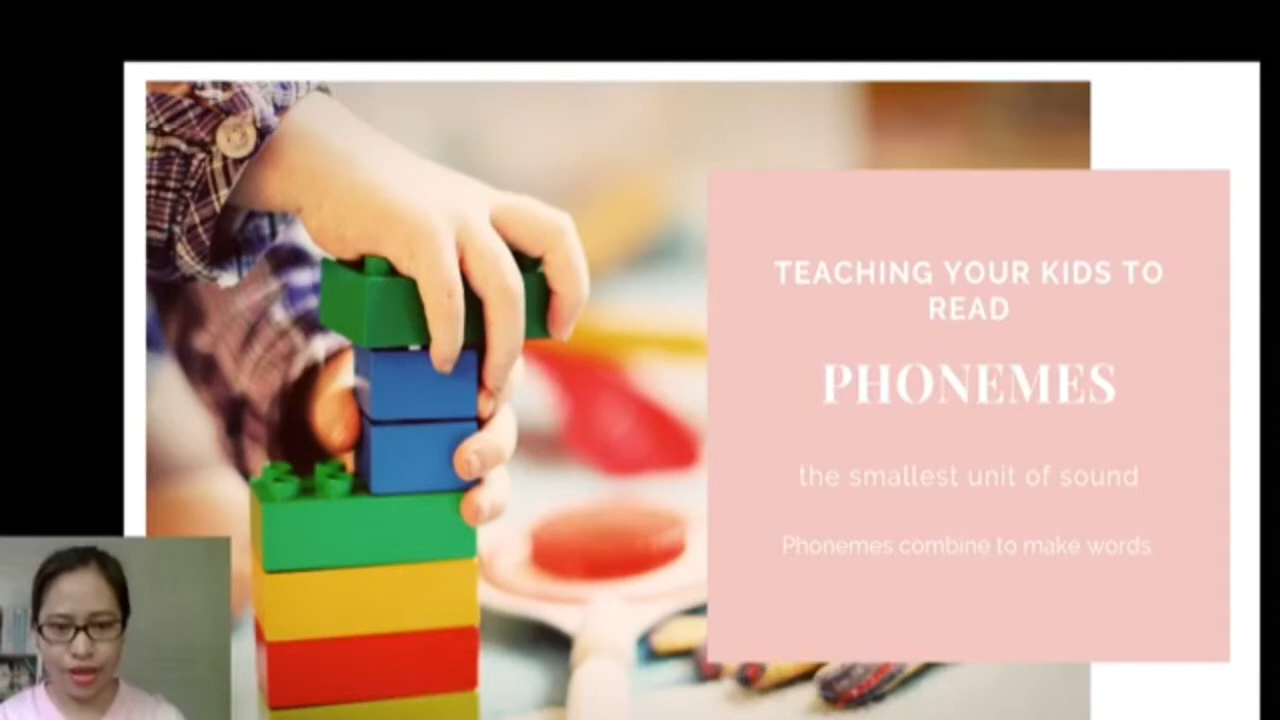 TEACHING YOUR KIDS TO
READ
PHONEMES
the smallest unit of sound
Phonemes combine to make words.